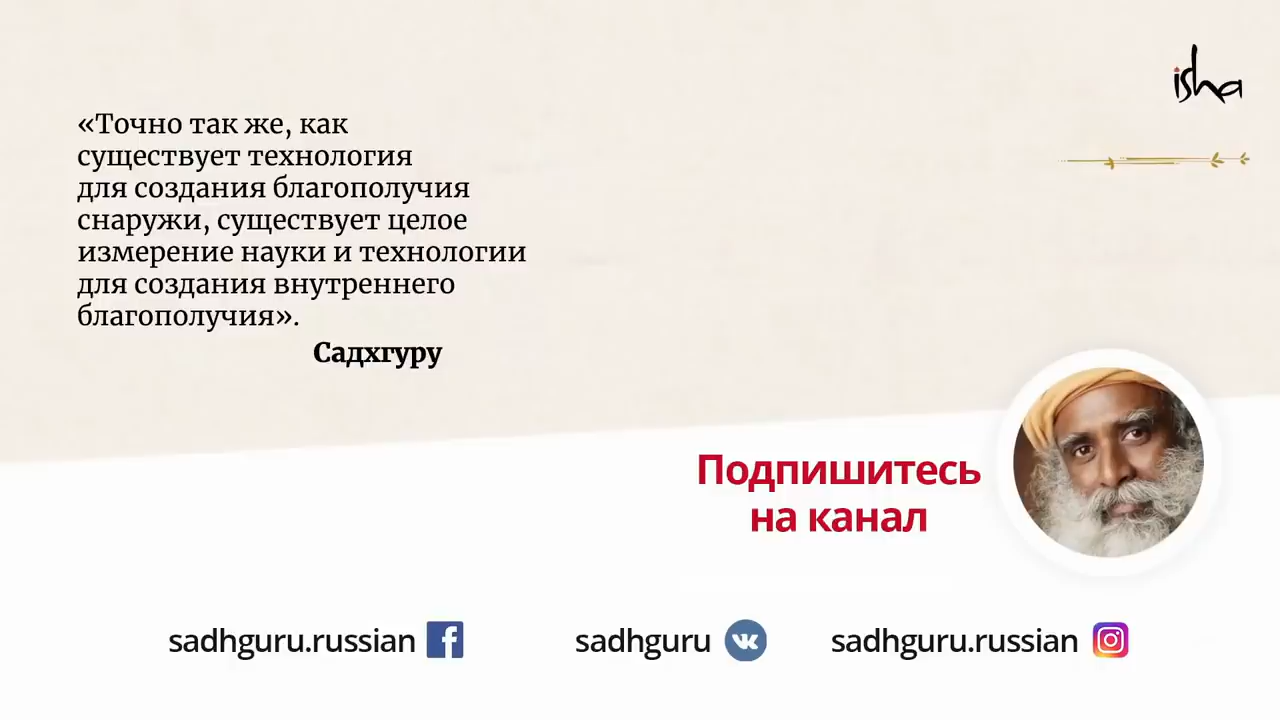 isha
«Точно так же, как
существует технология
для создания благополучия
снаружи, существует целое
измерение науки и технологии
для создания внутреннего
благополучия».
Садхгуру
Подпишитесь
на канал
sadhguru.russian
sadhguru
sadhguru.russian